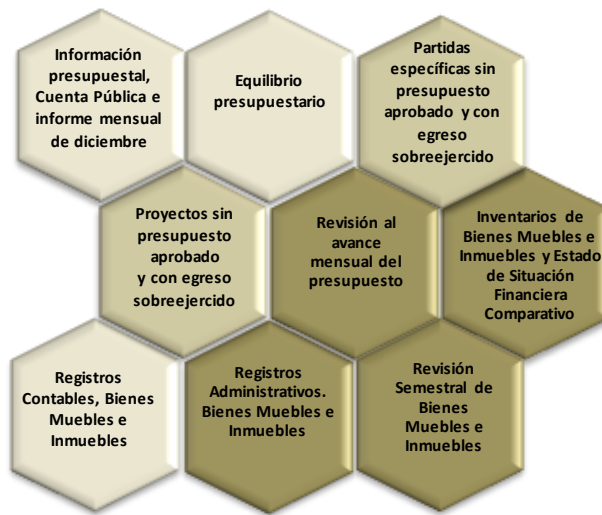 Información
presupuestal,
Cuenta Pública e
informe mensual
de diciembre
Equilibrio
presupuestario
Partidas
específicas sin
presupuesto
aprobado y con
egreso
sobreejercido
Proyectos sin
presupuesto
aprobado
y con egreso
sobreejercido
Revisión al
avance
mensual del
presupuesto
Inventarios de
Bienes Muebles e
Inmuebles y Estado
de Situación
Financiera
Comparativo
Registros
Contables, Bienes
Muebles e
Inmuebles
Registros
Administrativos.
Bienes Muebles e
Inmuebles
Revisión
Semestral de
Bienes
Muebles e
Inmuebles